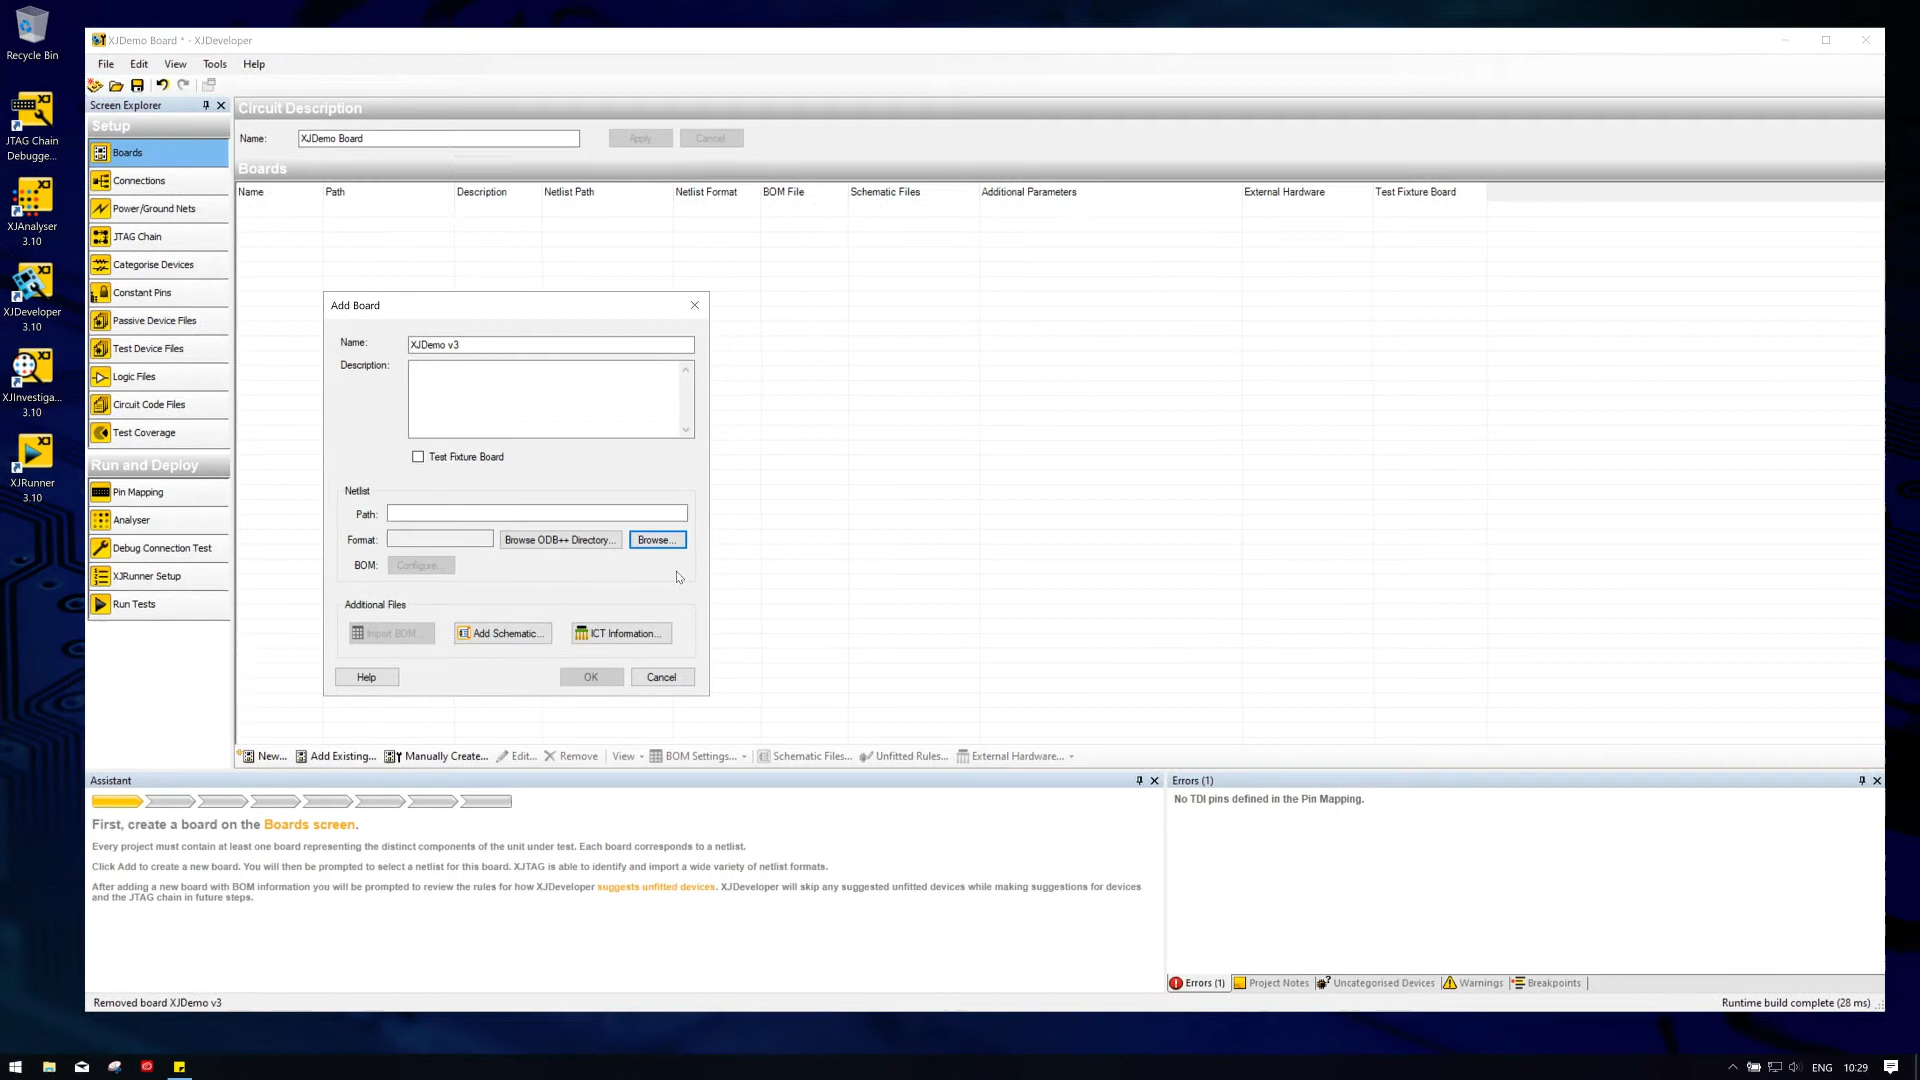 Recycle Bin
JTAG Chain
Debugge...
XJAnalyser
3.10
XJDeveloper
3.10
XJInvestiga...
3.10
XJRunner
3.10
XJDemo Board * - XJDeveloper
File Edit View Tools Help
Screen Explorer
Setup
Boards
Connections
Power/Ground Nets
JTAG Chain
Categorise Devices
Constant Pins
Passive Device Files
Test Device Files
Logic Files
Circuit Code Files
Test Coverage
Run and Deploy
Pin Mapping
Analyser
Debug Connection Test
XJRunner Setup
Run Tests
Circuit Description
Name: XJDemo Board Apply Cancel
Boards
Name Path Description Netlist Path Netlist Format BOM File Schematic Files Additional Parameters External Hardware Test Fixture Board
Add Board
Name: XJDemo v3
Description:
Test Fixture Board
Netlist
Path:
Format: Browse ODB++ Directory... Browse...
BOM: Configure...
Additional Files
Import BOM... Add Schematic... ICT Information...
Help OK Cancel
New... Add Existing... Manually Create... Edit... Remove View BOM Settings... Schematic Files... Unfitted Rules... External Hardware...
Assistant
First, create a board on the Boards screen.
Every project must contain at least one board representing the distinct components of the unit under test. Each board corresponds to a netlist.
Click Add to create a new board. You will then be prompted to select a netlist for this board. XJTAG is able to identify and import a wide variety of netlist formats.
After adding a new board with BOM information you will be prompted to review the rules for how XJDeveloper suggests unfitted devices. XJDeveloper will skip any suggested unfitted devices while making suggestions for devices
and the JTAG chain in future steps.
Errors (1)
No TDI pins defined in the Pin Mapping.
Errors (1) Project Notes Uncategorised Devices Warnings Breakpoints
Removed board XJDemo v3
Runtime build complete (28 ms)
ENG 10:29